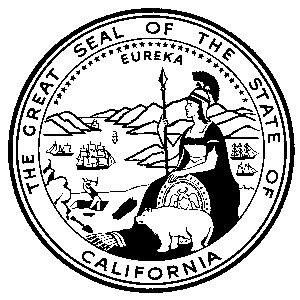 THE GREAT SEAL OF THE STATE OF CALIFORNIA
EUREKA